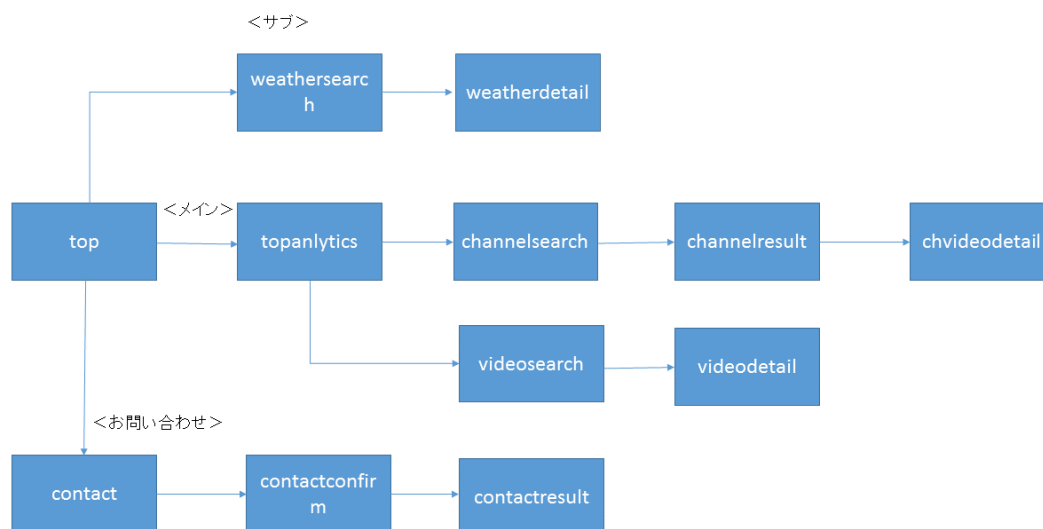 ＜サブ＞
weathersearc
h
weatherdetail
＜メイン＞
top
topanlytics
channelsearch
channelresult
chvideodetail
videosearch
videodetail
＜お問い合わせ＞
contact
contactconfir
m
contactresult